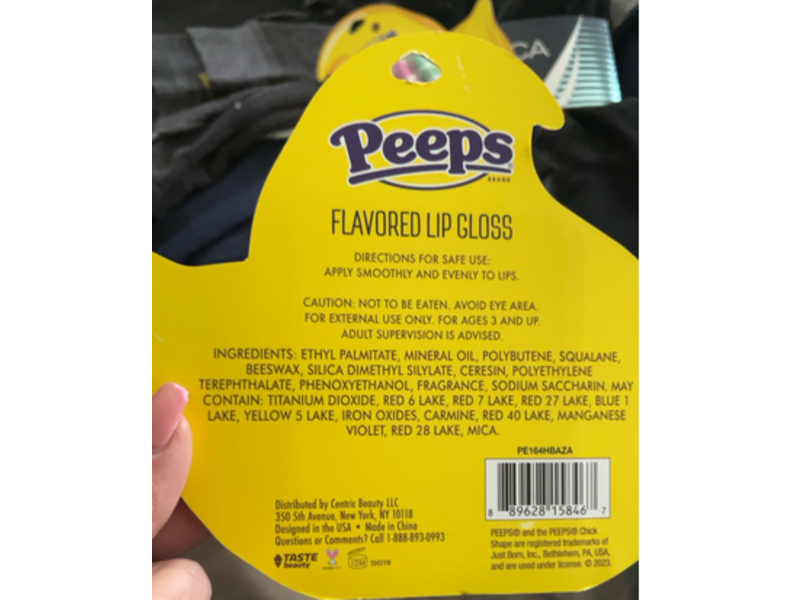 CA
Peeps
BRAND
FLAVORED LIP GLOSS
DIRECTIONS FOR SAFE USE:
APPLY SMOOTHLY AND EVENLY TO LIPS.
CAUTION: NOT TO BE EATEN. AVOID EYE AREA.
FOR EXTERNAL USE ONLY. FOR AGES 3 AND UP.
ADULT SUPERVISION IS ADVISED.
INGREDIENTS: ETHYL PALMITATE, MINERAL OIL, POLYBUTENE, SQUALANE,
BEESWAX, SILICA DIMETHYL SILYLATE, CERESIN, POLYETHYLENE
TEREPHTHALATE, PHENOXYETHANOL, FRAGRANCE, SODIUM SACCHARIN. MAY
CONTAIN: TITANIUM DIOXIDE, RED 6 LAKE, RED 7 LAKE, RED 27 LAKE, BLUE 1
LAKE, YELLOW 5 LAKE, IRON OXIDES, CARMINE, RED 40 LAKE, MANGANESE
VIOLET, RED 28 LAKE, MICA.
PE164HBAZA
8 89628 15846 7
Distributed by Centric Beauty LLC
350 5th Avenue, New York, NY 10118
Designed in the USA • Made in China
Questions or Comments? Call 1-888-893-0993
TASTE
beauty
12M
PEEPS® and the PEEPS® Chick
Shape are registered trademarks of
Just Born, Inc., Bethlehem, PA, USA,
and are used under license. © 2023.